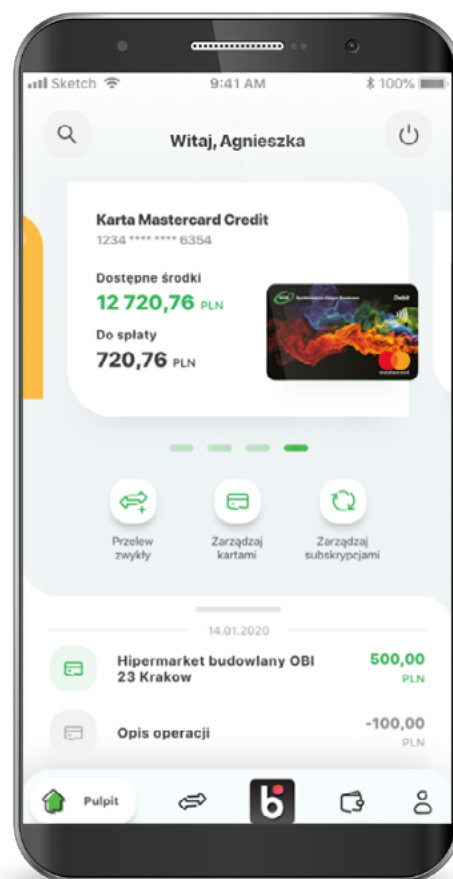 Sketch 9:41 AM 100%
Witaj, Agnieszka
Karta Mastercard Credit
1234 **** **** 6354
Dostępne środki
12 720,76 PLN
Do spłaty
720,76 PLN
Debit
mastercard
Przelew
zwykły
Zarządzaj
kartami
Zarządzaj
subskrypcjami
14.01.2020
Hipermarket budowlany OBI
23 Krakow
500,00
PLN
Opis operacji
-100,00
PLN
Pulpit